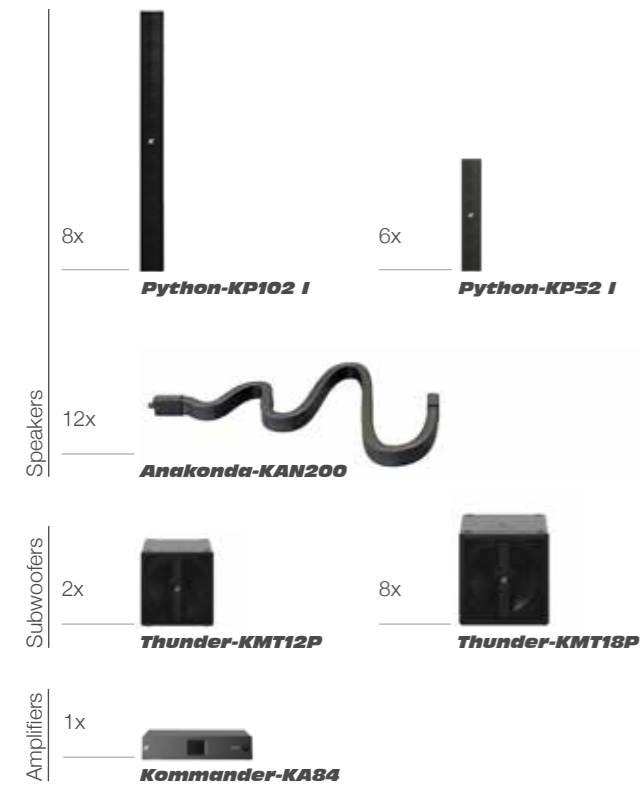 8x
Python-KP102 I
6x
Python-KP52 I
Speakers
12x
Anakonda-KAN200
Subwoofers
2x
Thunder-KMT12P
8x
Thunder-KMT18P
Amplifiers
1x
Kommander-KA84